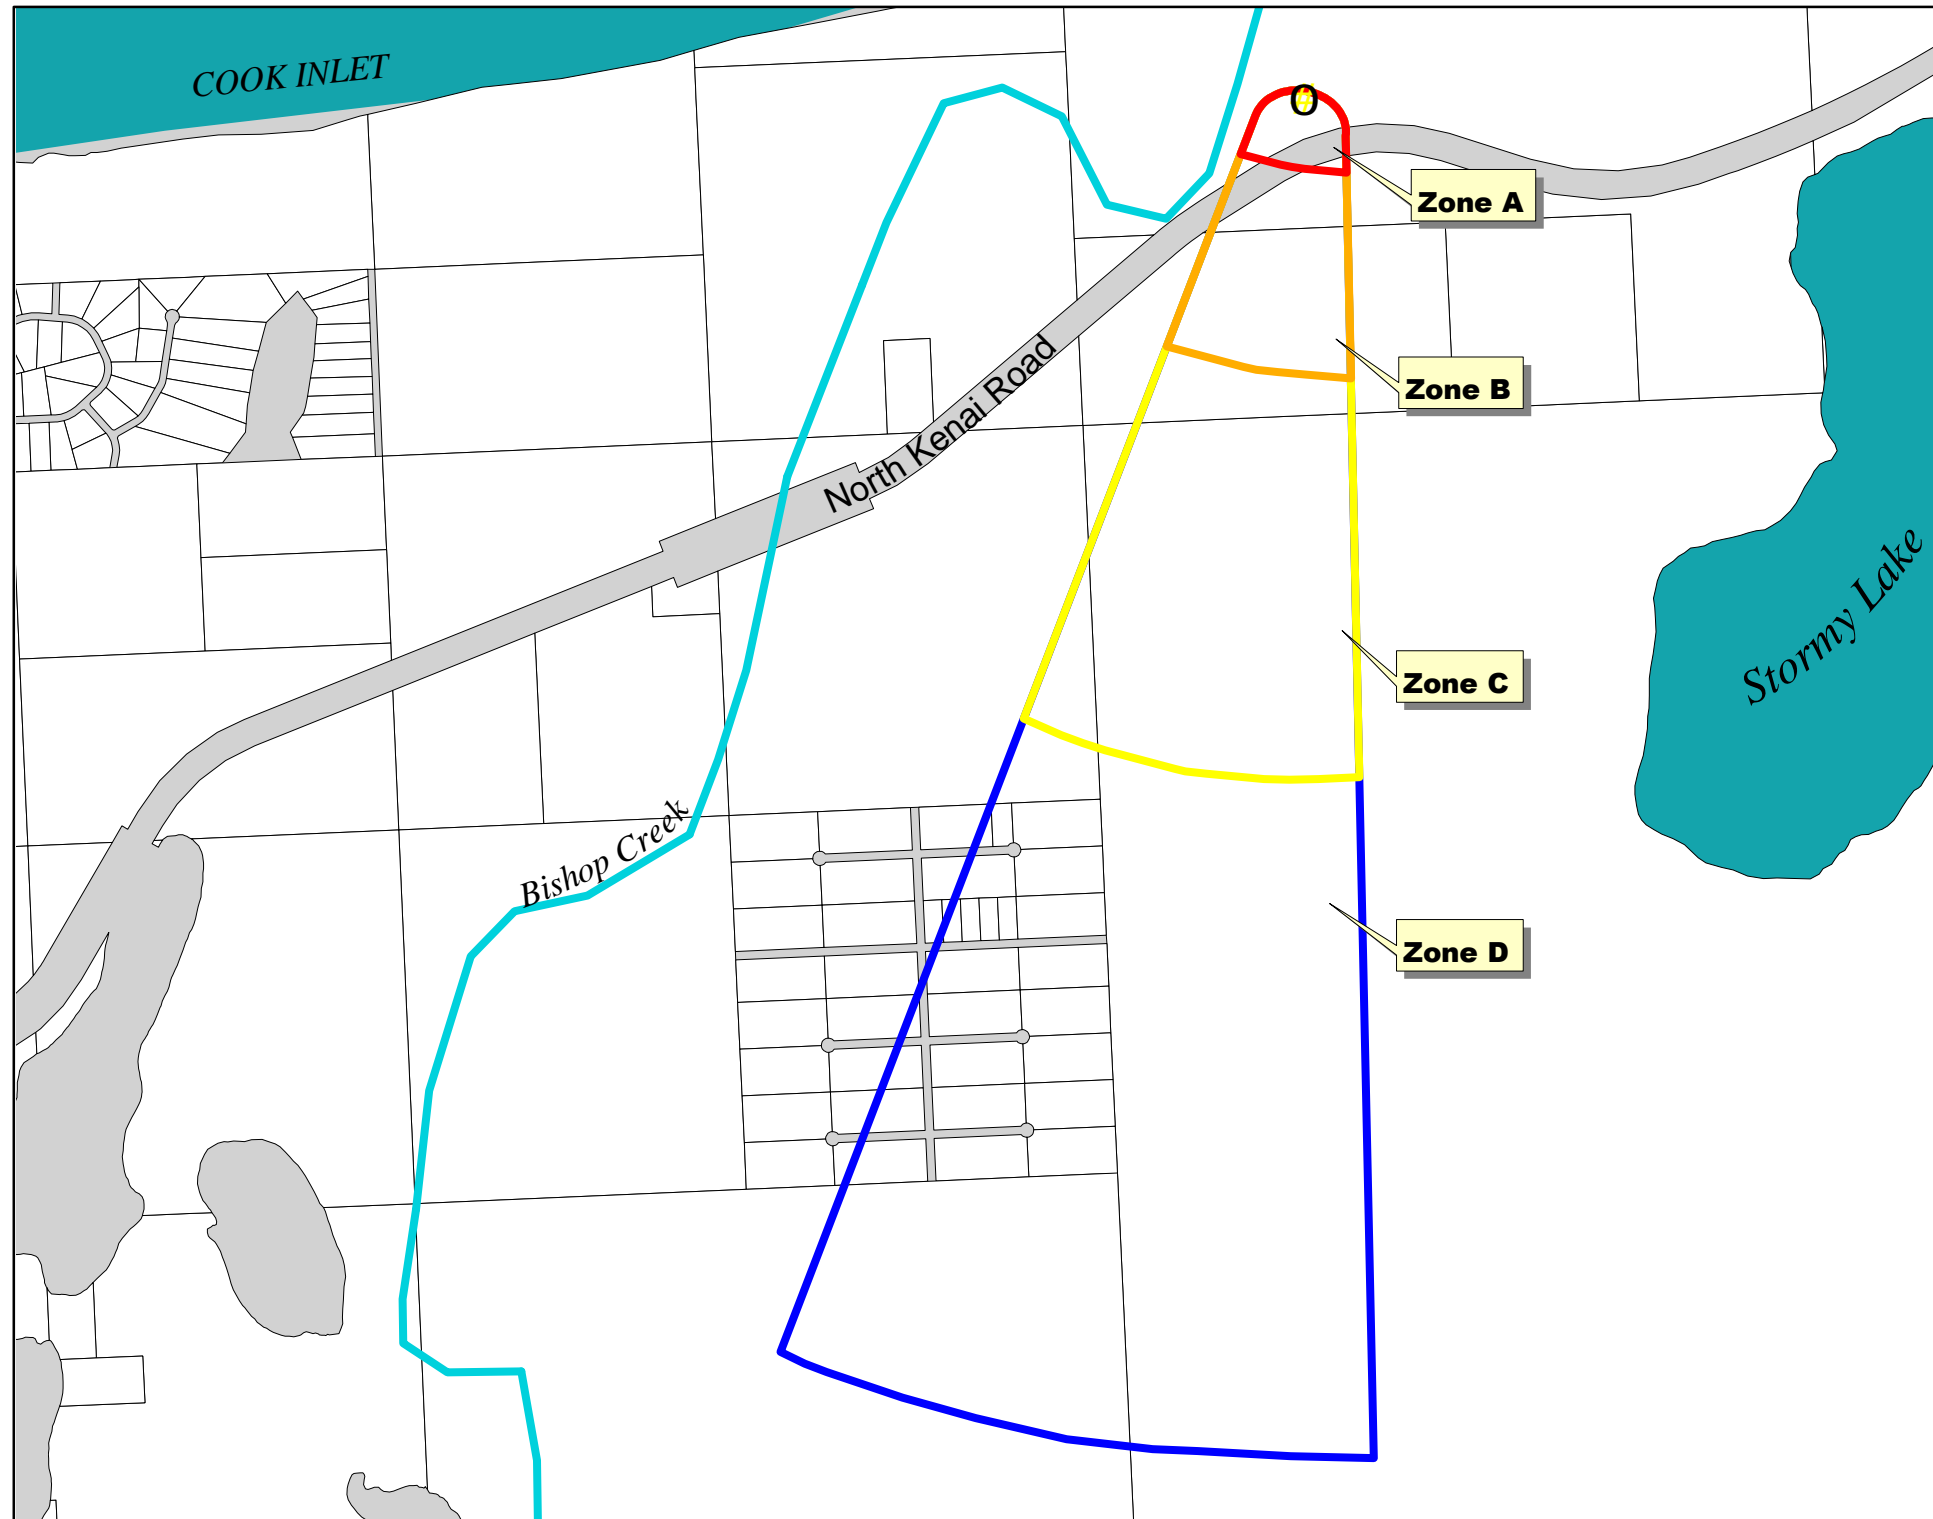 COOK INLET
Zone A
Zone B
North Kenai Road
Stormy Lake
Zone C
Bishop Creek
Zone D